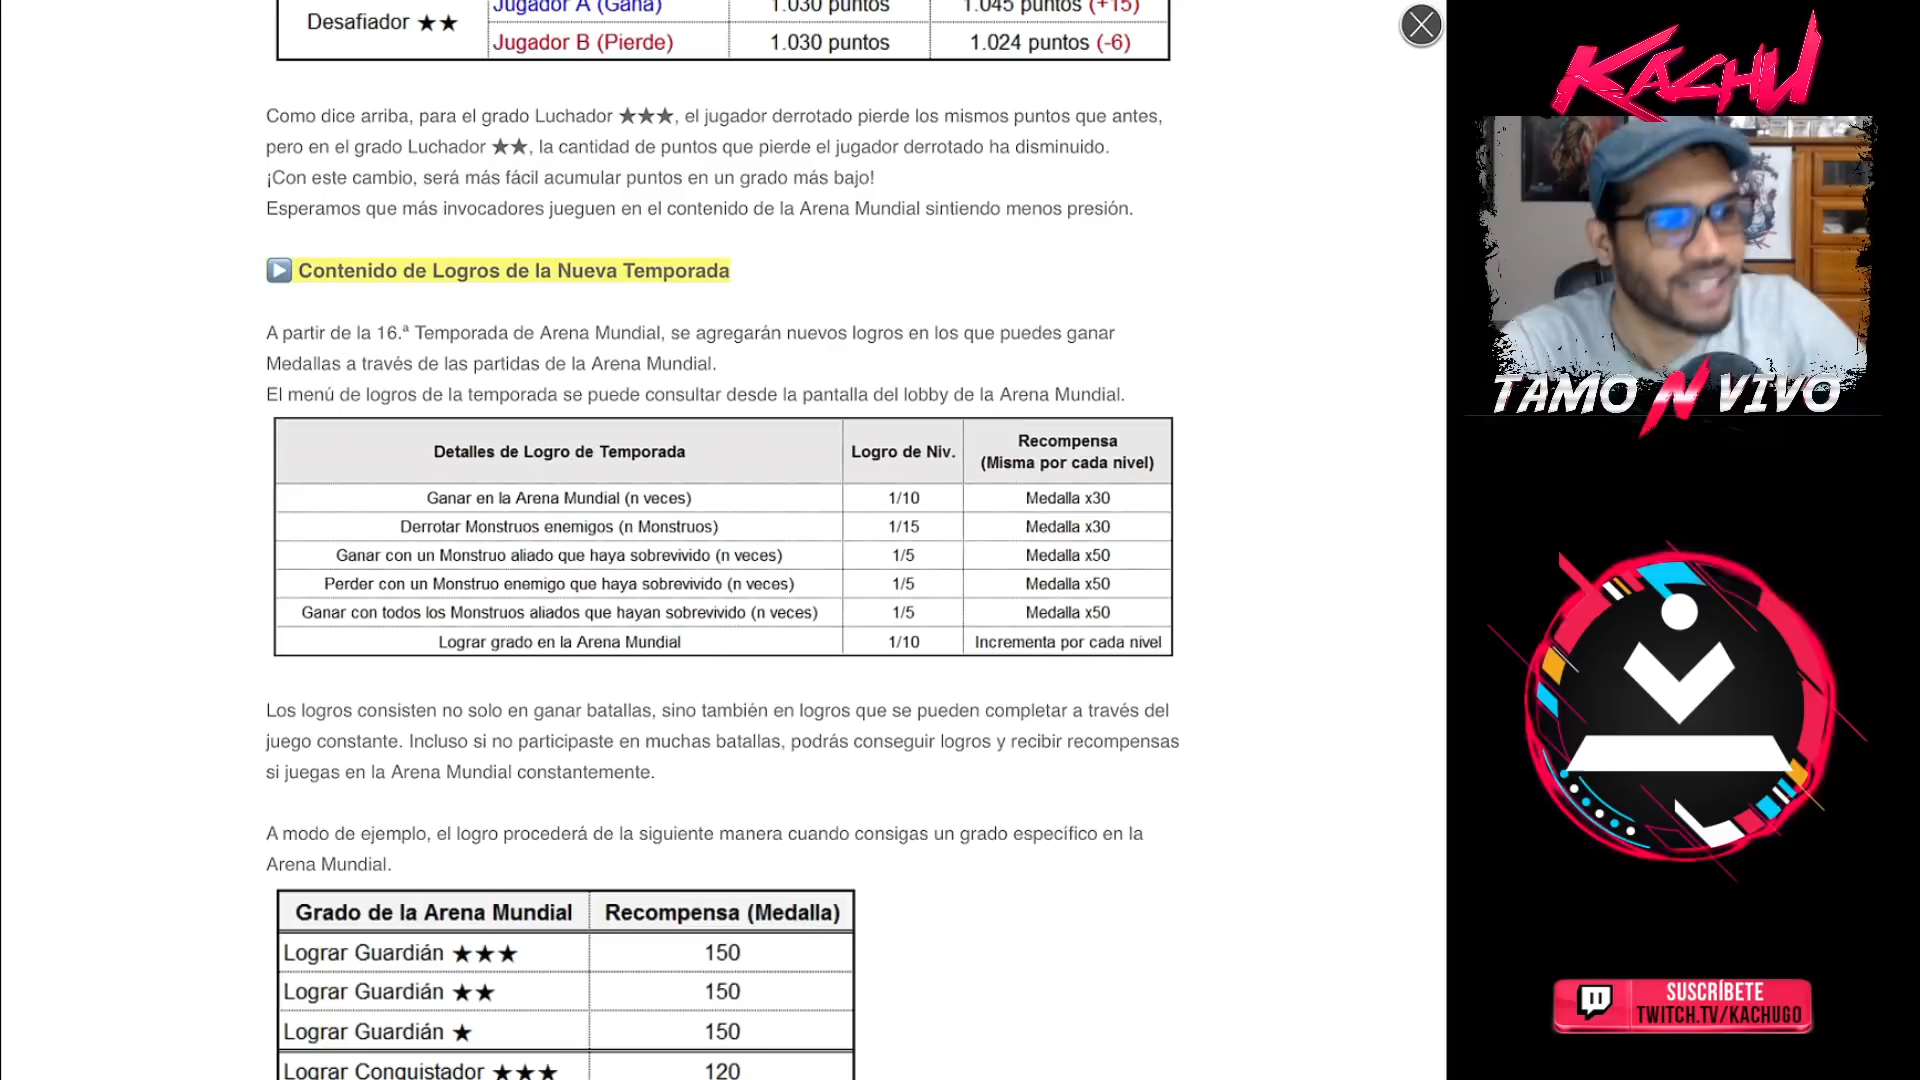 Desafiador ★★
Jugador A (Gana) 1.030 puntos 1.045 puntos (+15)
Jugador B (Pierde) 1.030 puntos 1.024 puntos (-6)
Como dice arriba, para el grado Luchador ★★★, el jugador derrotado pierde los mismos puntos que antes,
pero en el grado Luchador ★★, la cantidad de puntos que pierde el jugador derrotado ha disminuido.
¡Con este cambio, será más fácil acumular puntos en un grado más bajo!
Esperamos que más invocadores jueguen en el contenido de la Arena Mundial sintiendo menos presión.
Contenido de Logros de la Nueva Temporada
A partir de la 16.ª Temporada de Arena Mundial, se agregarán nuevos logros en los que puedes ganar
Medallas a través de las partidas de la Arena Mundial.
El menú de logros de la temporada se puede consultar desde la pantalla del lobby de la Arena Mundial.
Detalles de Logro de Temporada Logro de Niv. Recompensa
(Misma por cada nivel)
Ganar en la Arena Mundial (n veces) 1/10 Medalla x30
Derrotar Monstruos enemigos (n Monstruos) 1/15 Medalla x30
Ganar con un Monstruo aliado que haya sobrevivido (n veces) 1/5 Medalla x50
Perder con un Monstruo enemigo que haya sobrevivido (n veces) 1/5 Medalla x50
Ganar con todos los Monstruos aliados que hayan sobrevivido (n veces) 1/5 Medalla x50
Lograr grado en la Arena Mundial 1/10 Incrementa por cada nivel
Los logros consisten no solo en ganar batallas, sino también en logros que se pueden completar a través del
juego constante. Incluso si no participaste en muchas batallas, podrás conseguir logros y recibir recompensas
si juegas en la Arena Mundial constantemente.
A modo de ejemplo, el logro procederá de la siguiente manera cuando consigas un grado específico en la
Arena Mundial.
Grado de la Arena Mundial Recompensa (Medalla)
Lograr Guardián ★★★ 150
Lograr Guardián ★★ 150
Lograr Guardián ★ 150
Lograr Conquistador ★★★ 120
KACHU
TAMO N VIVO
SUSCRÍBETE
TWITCH.TV/KACHUGO